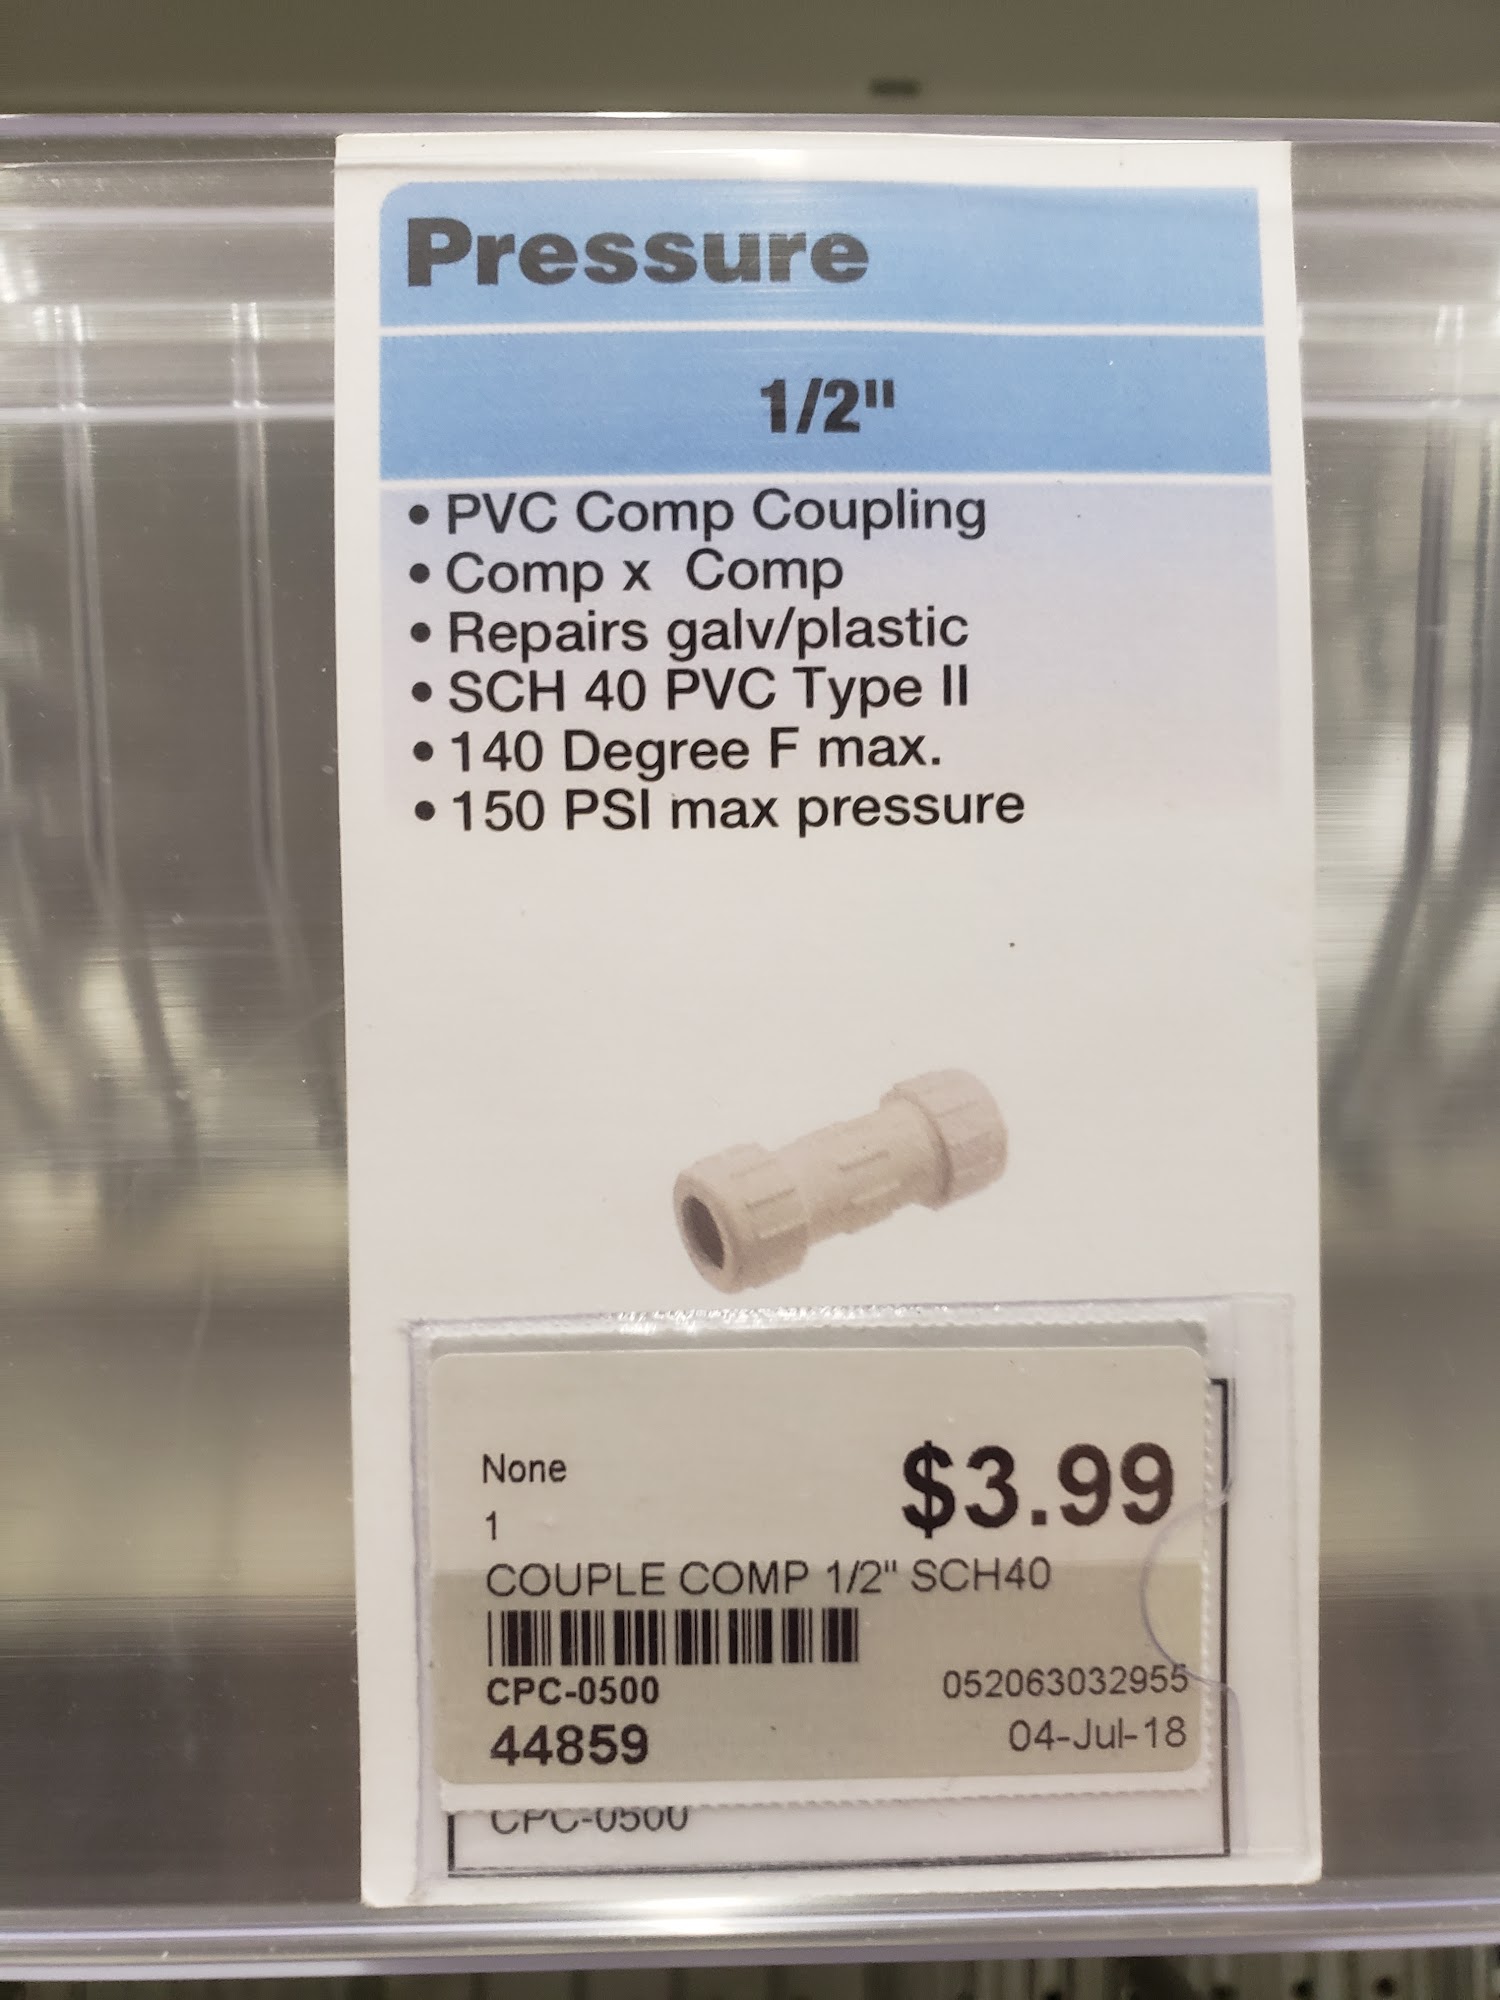 Pressure
1/2"
• PVC Comp Coupling
• Comp x Comp
• Repairs galv/plastic
• SCH 40 PVC Type II
• 140 Degree F max.
• 150 PSI max pressure
None
$3.99
1
COUPLE COMP 1/2" SCH40
CPC-0500
052063032955
44859
04-Jul-18
CPC-0500